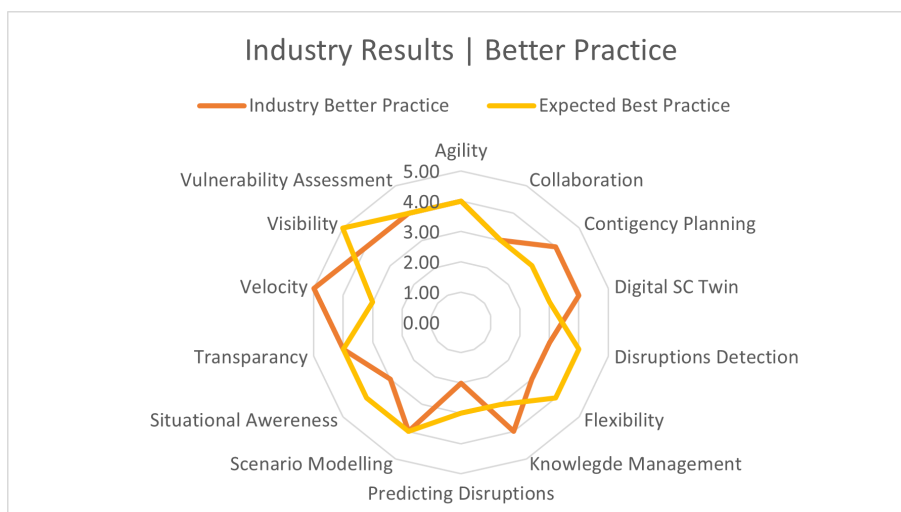 Industry Results | Better Practice
Industry Better Practice
Expected Best Practice
Agility
5.00
Vulnerability Assessment
4.00
Collaboration
Visibility
3.00
Contigency Planning
2.00
Velocity
1.00
Digital SC Twin
0.00
Transparancy
Disruptions Detection
Situational Awereness
Flexibility
Scenario Modelling
Knowlegde Management
Predicting Disruptions